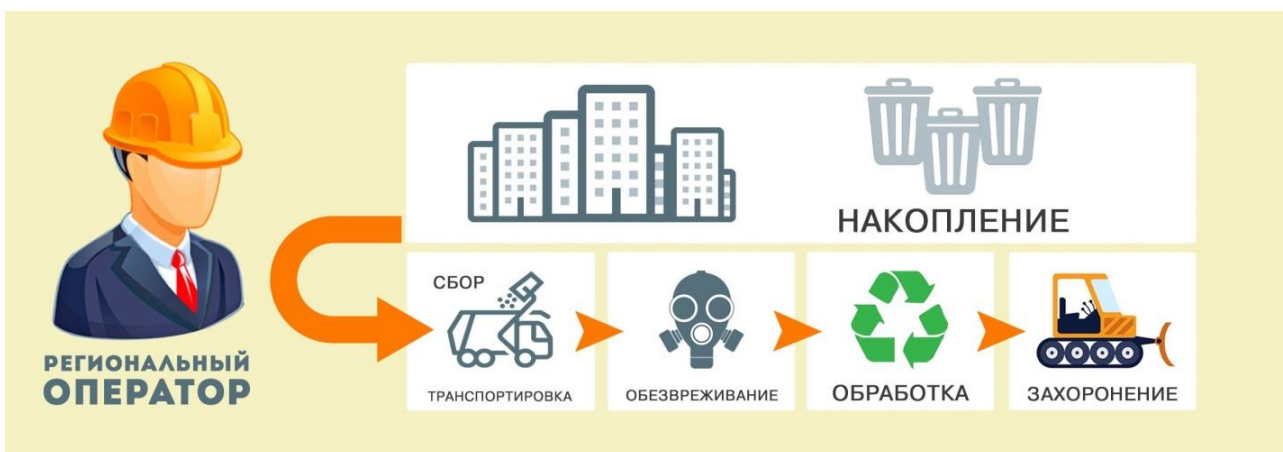 РЕГИОНАЛЬНЫЙ
ОПЕРАТОР
НАКОПЛЕНИЕ
СБОР
ТРАНСПОРТИРОВКА
ОБЕЗВРЕЖИВАНИЕ
ОБРАБОТКА
ЗАХОРОНЕНИЕ